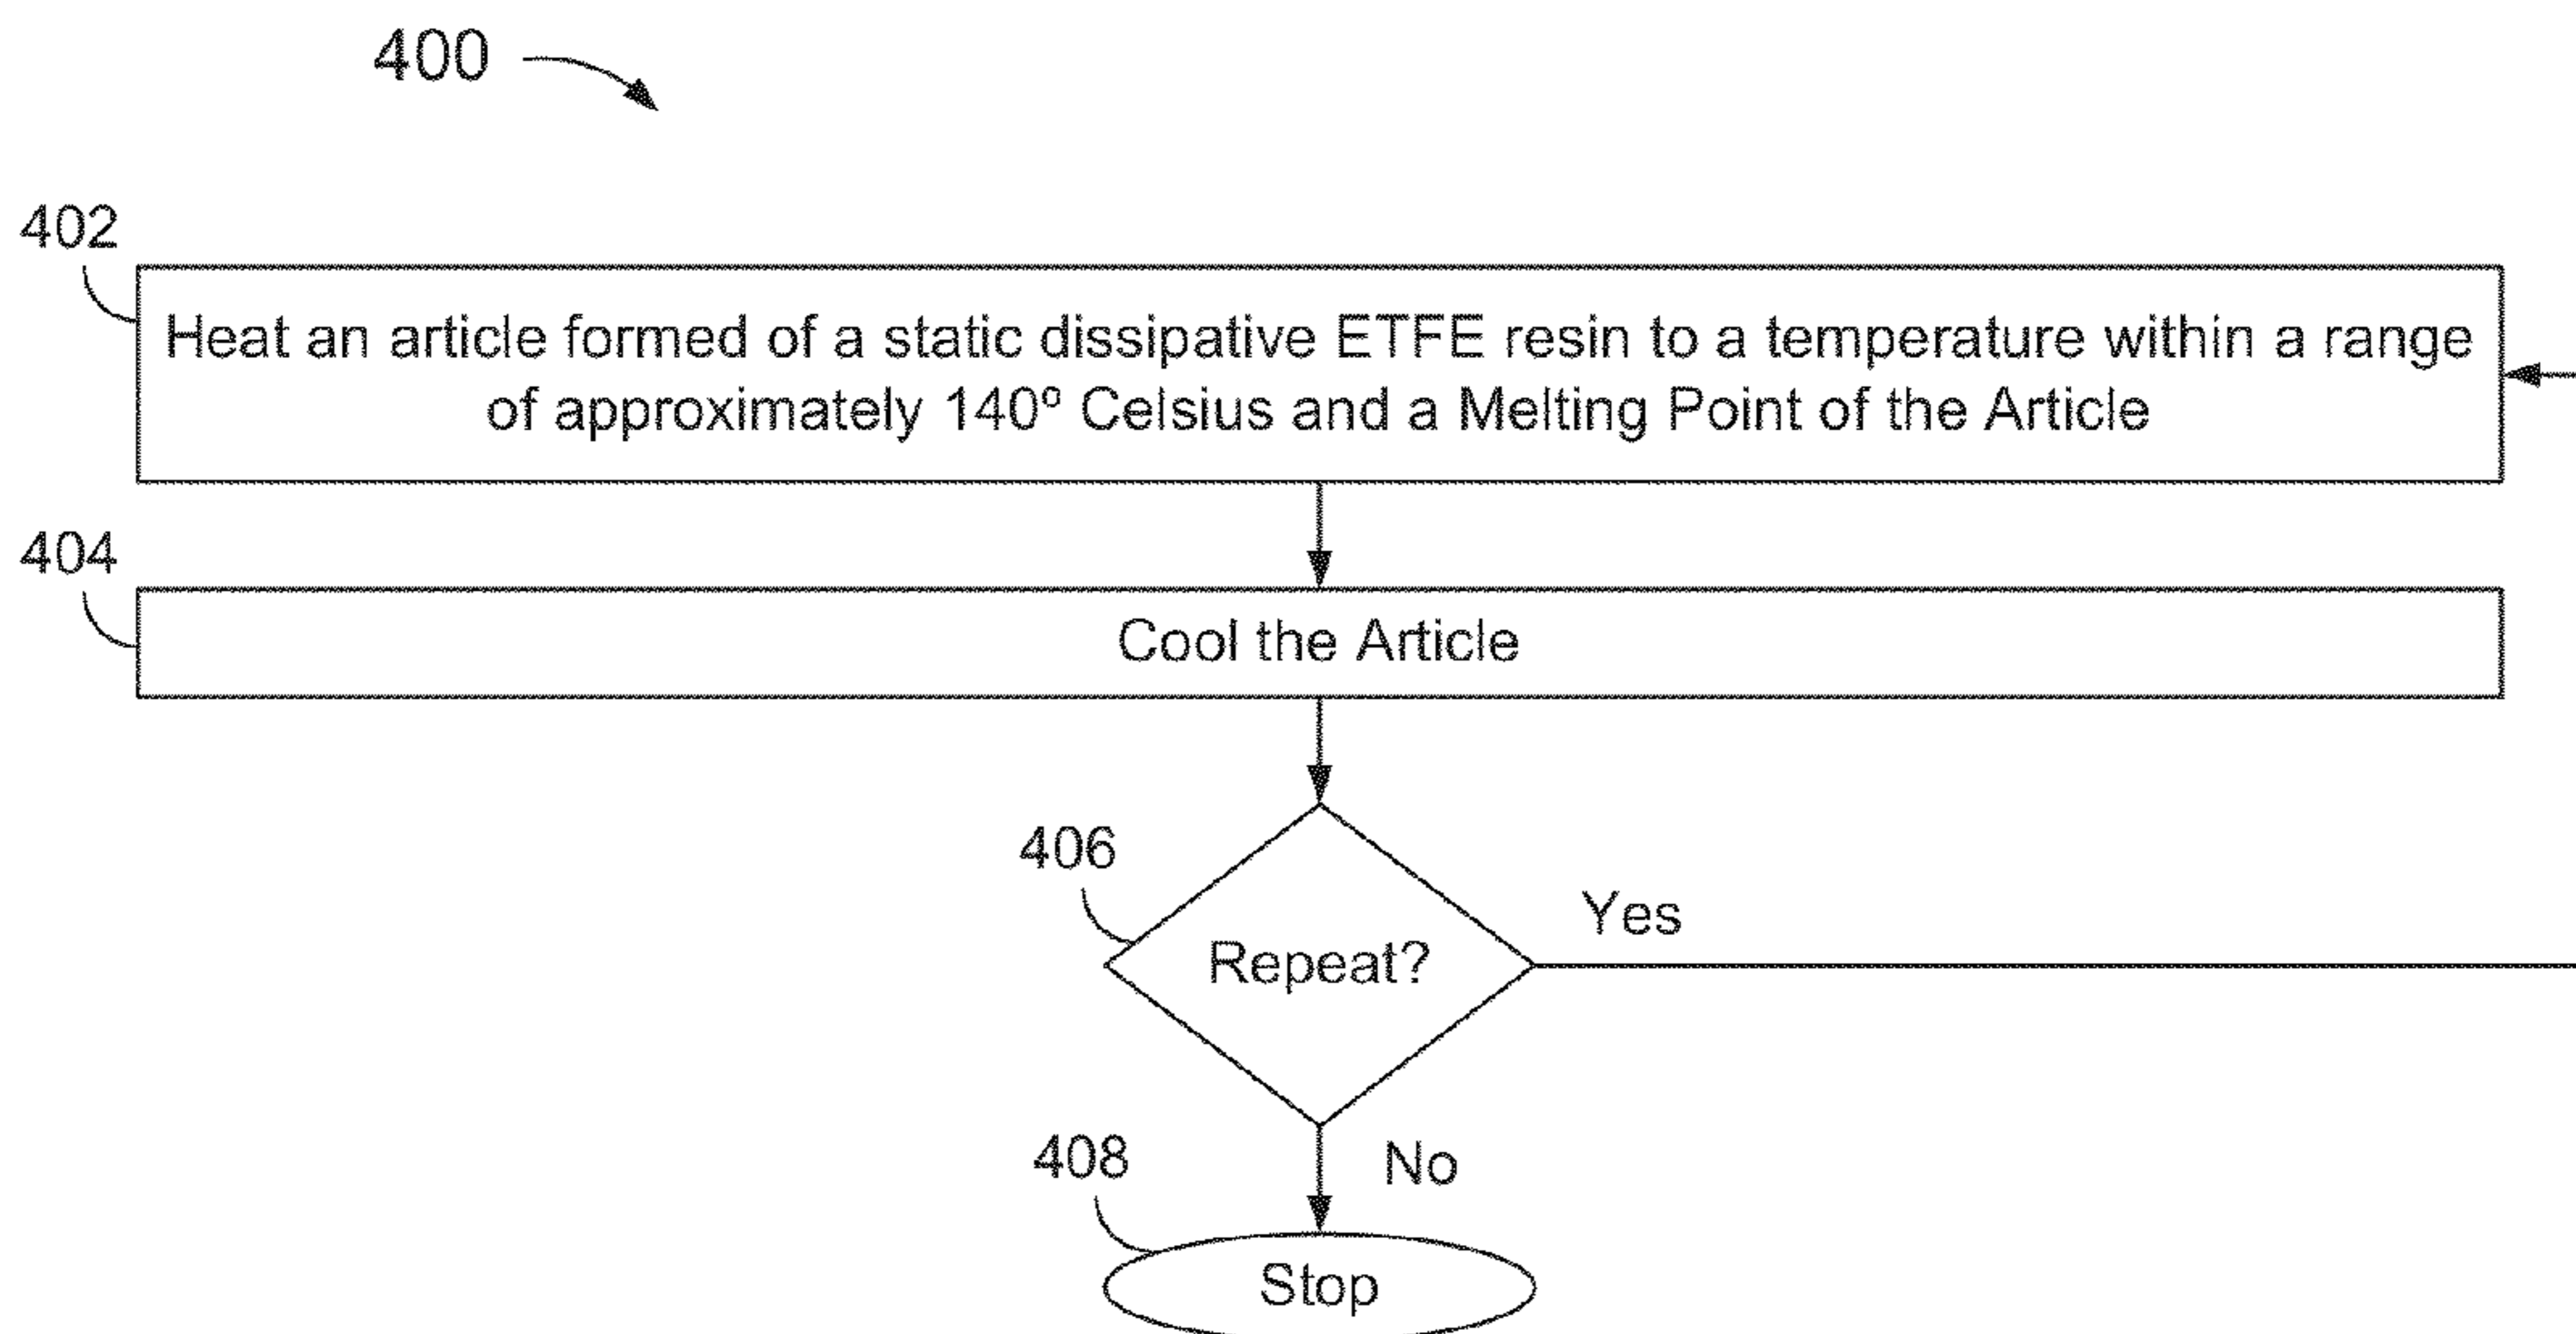 400
402
Heat an article formed of a static dissipative ETFE resin to a temperature within a range
of approximately 140º Celsius and a Melting Point of the Article
404
Cool the Article
406
Repeat?
Yes
No
408
Stop